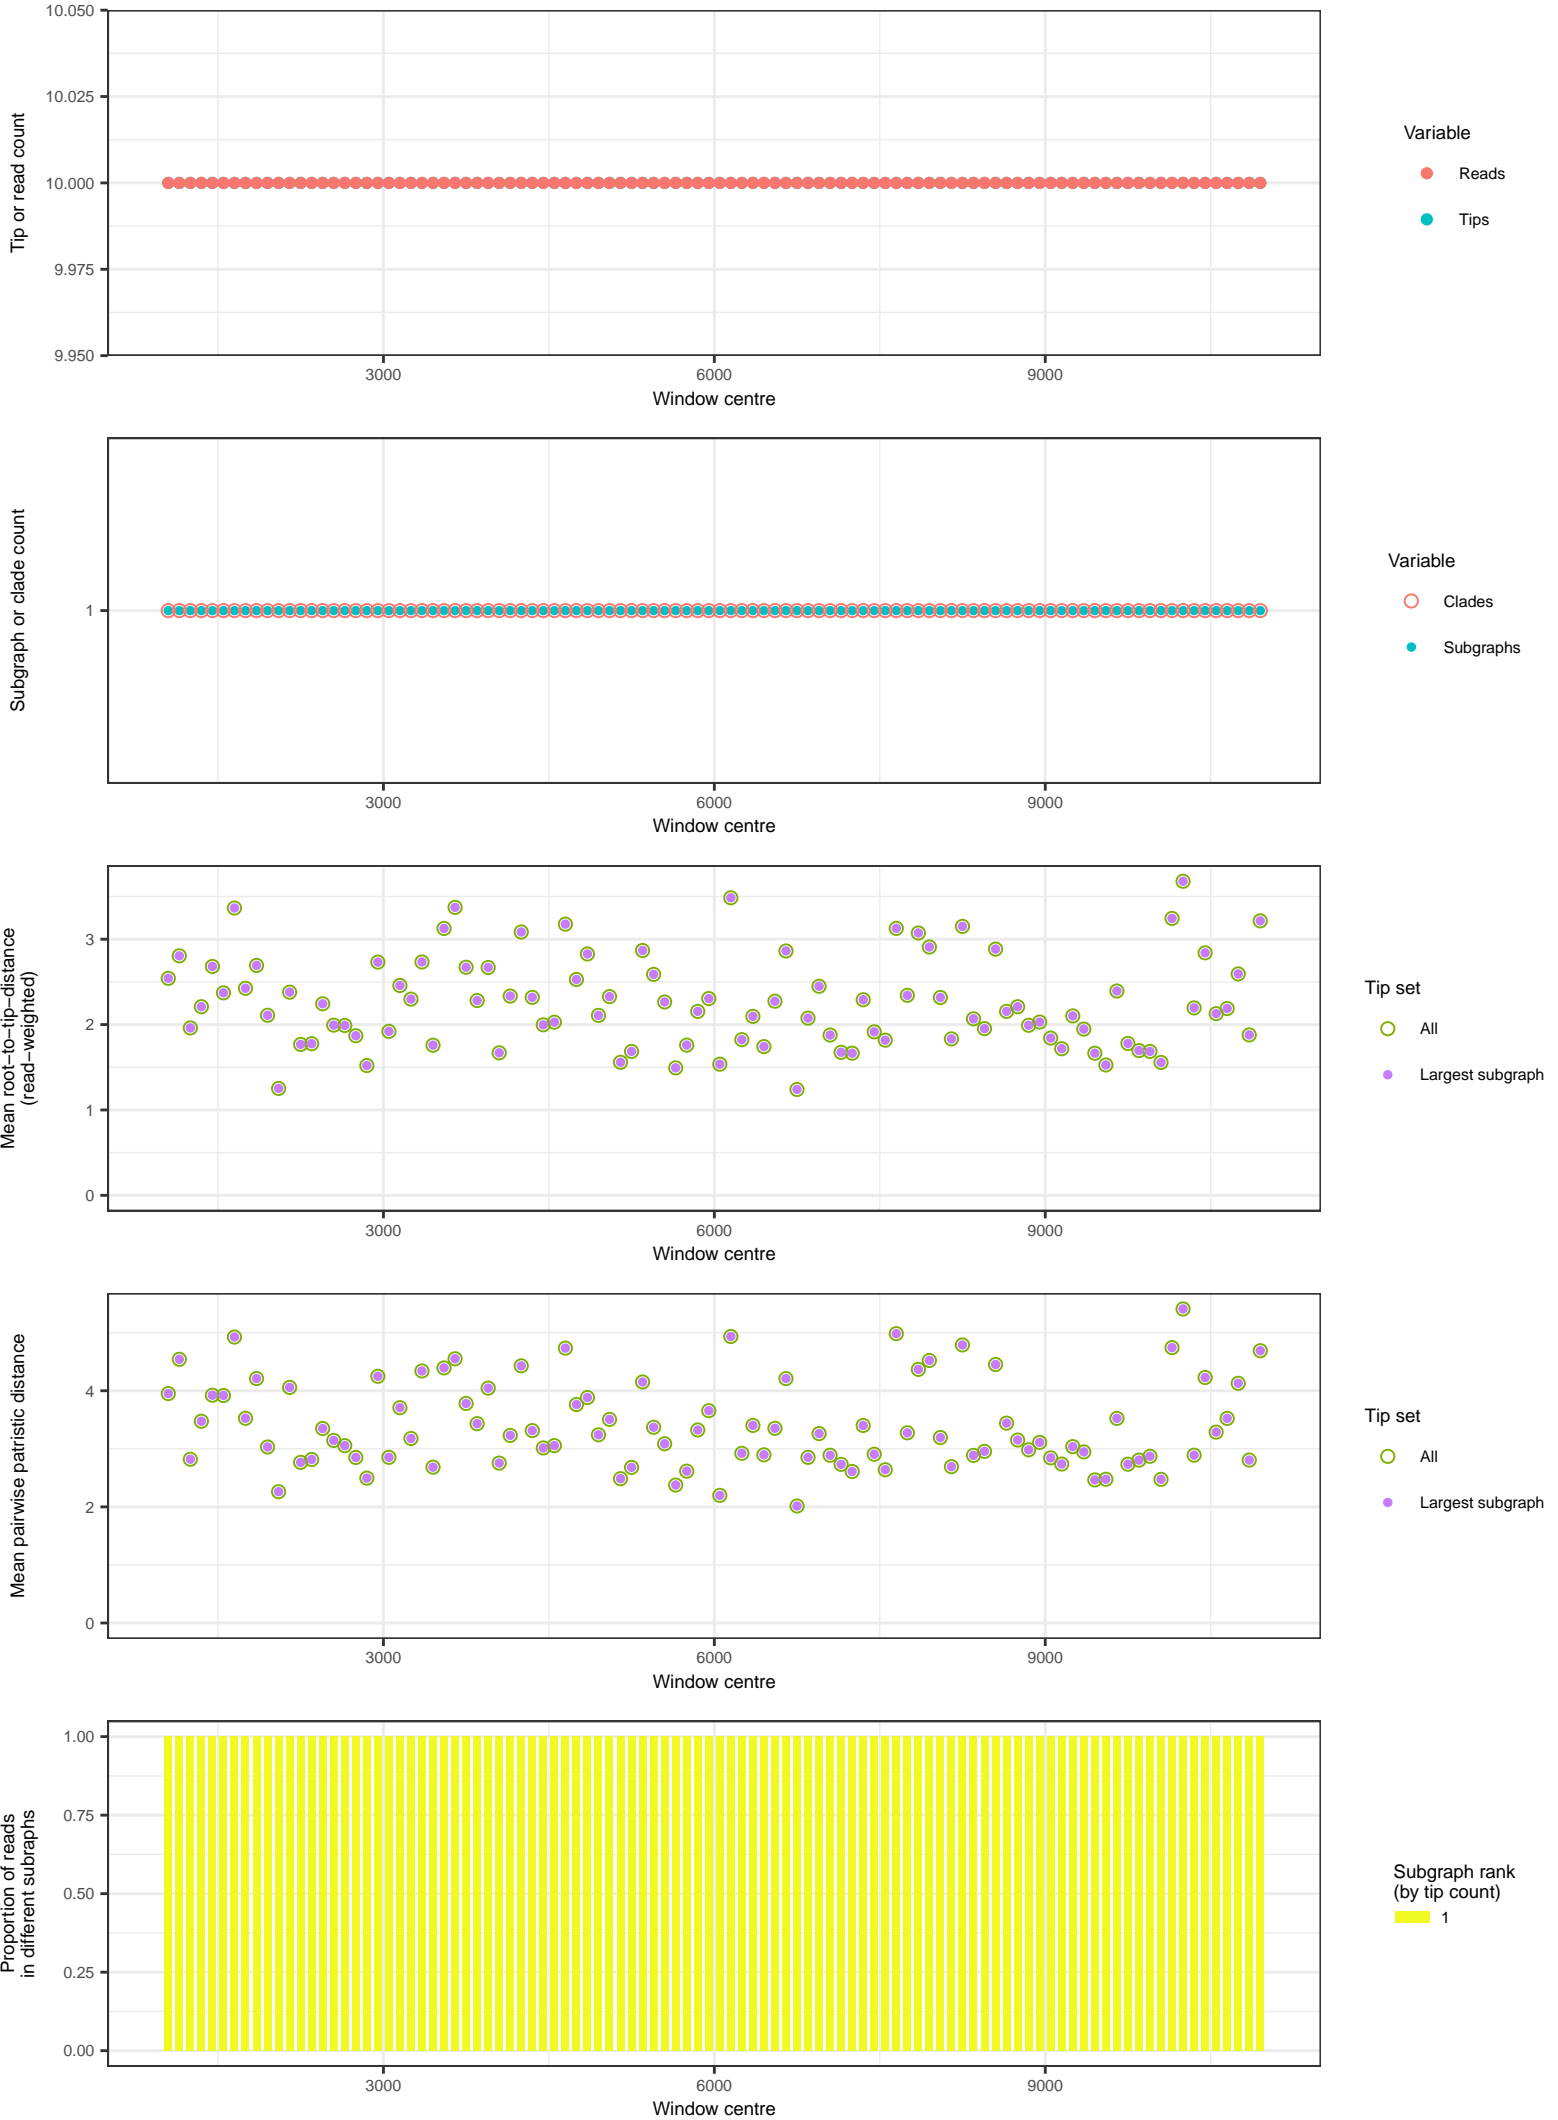 10.050
10.025
10.000
9.975
9.950
Tip or read count
3000 6000 9000
Window centre
Variable
Reads
Tips
1
Subgraph or clade count
3000 6000 9000
Window centre
Variable
Clades
Subgraphs
3
2
1
0
Mean root−to−tip−distance
(read−weighted)
3000 6000 9000
Window centre
Tip set
All
Largest subgraph
4
2
0
Mean pairwise patristic distance
3000 6000 9000
Window centre
Tip set
All
Largest subgraph
1.00
0.75
0.50
0.25
0.00
Proportion of reads
in different subraphs
3000 6000 9000
Window centre
Subgraph rank
(by tip count)
1